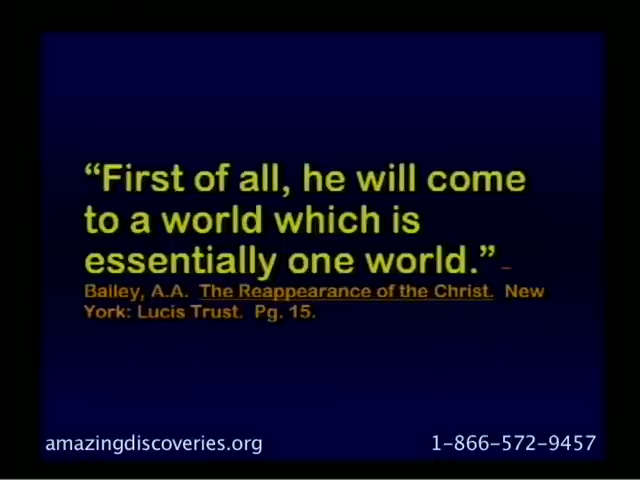 “First of all, he will come
to a world which is
essentially one world.” –
Bailey, A.A. The Reappearance of the Christ. New
York: Lucis Trust. Pg. 15.
amazingdiscoveries.org 1-866-572-9457